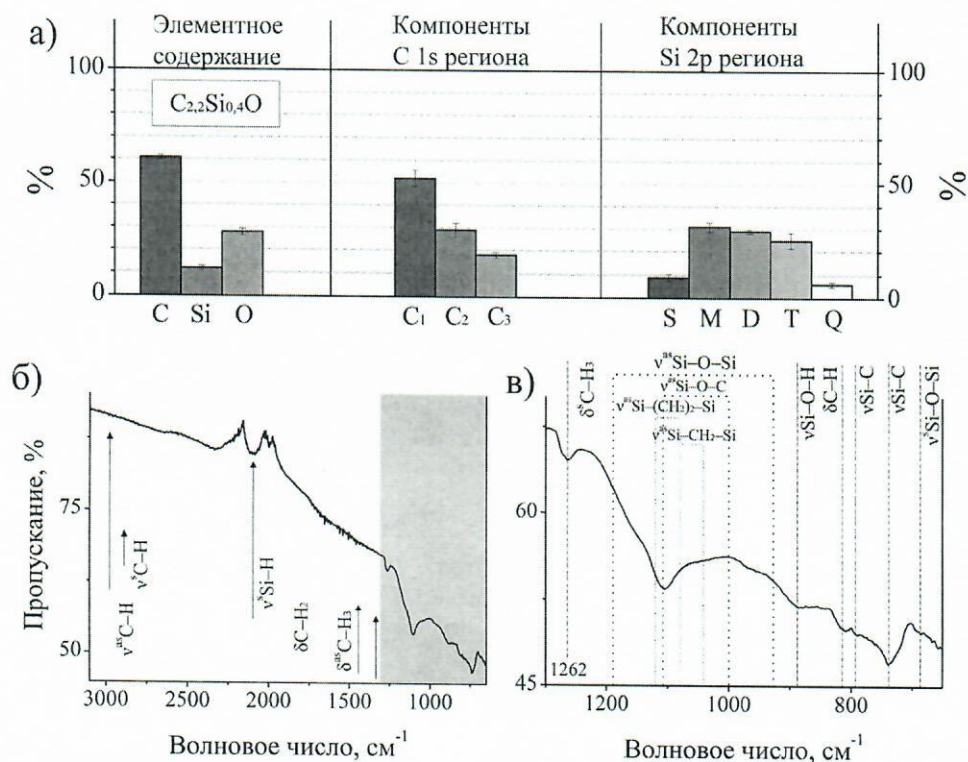 а)
Элементное
содержание
Компоненты
C 1s региона
Компоненты
Si 2p региона
100
100
C2,2Si0,4O
%
50
50
%
0
0
C Si O
C1 C2 C3
S M D T Q
б)
Пропускание, %
75
50
νasC–H
νsC–H
νsSi–H
δC–H2
δasC–H3
3000 2500 2000 1500 1000
Волновое число, см-1
в)
δsC–H3
νasSi–O–Si
νasSi–O–C
νasSi–(CH2)2–Si
νasSi–CH2–Si
νSi–O–H
δC–H
νSi–C
νSi–C
νsSi–O–Si
60
45
1262
1200 1000 800
Волновое число, см-1